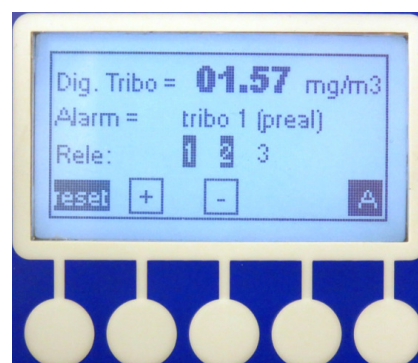 Dig. Tribo = 01.57 mg/m3
Alarm = tribo 1 (preal)
Rele: 1 2 3
reset + - A